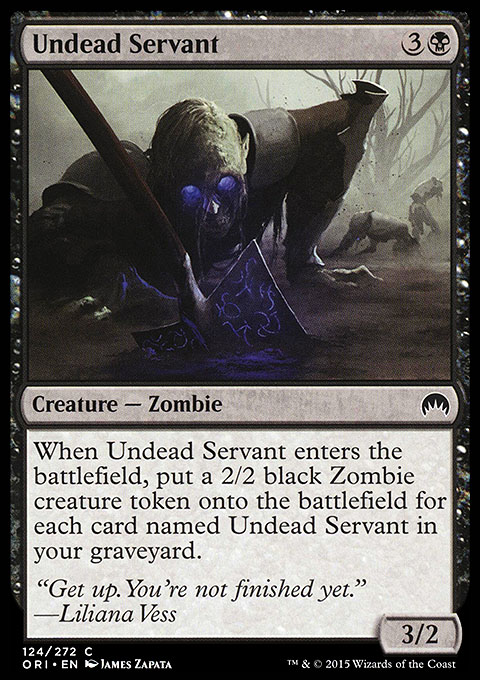 Undead Servant 3
Creature — Zombie
When Undead Servant enters the
battlefield, put a 2/2 black Zombie
creature token onto the battlefield for
each card named Undead Servant in
your graveyard.
“Get up. You’re not finished yet.”
—Liliana Vess
3/2
124/272 C
ORI • EN James Zapata
™ & © 2015 Wizards of the Coast